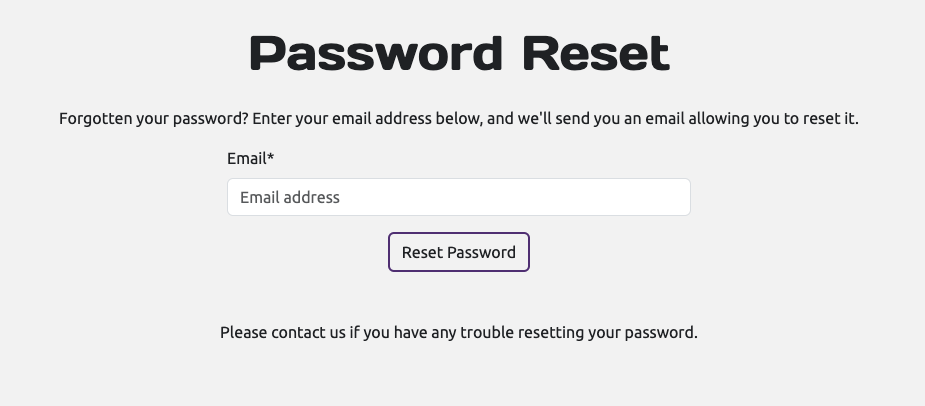 Password Reset
Forgotten your password? Enter your email address below, and we'll send you an email allowing you to reset it.
Email*
Email address
Reset Password
Please contact us if you have any trouble resetting your password.